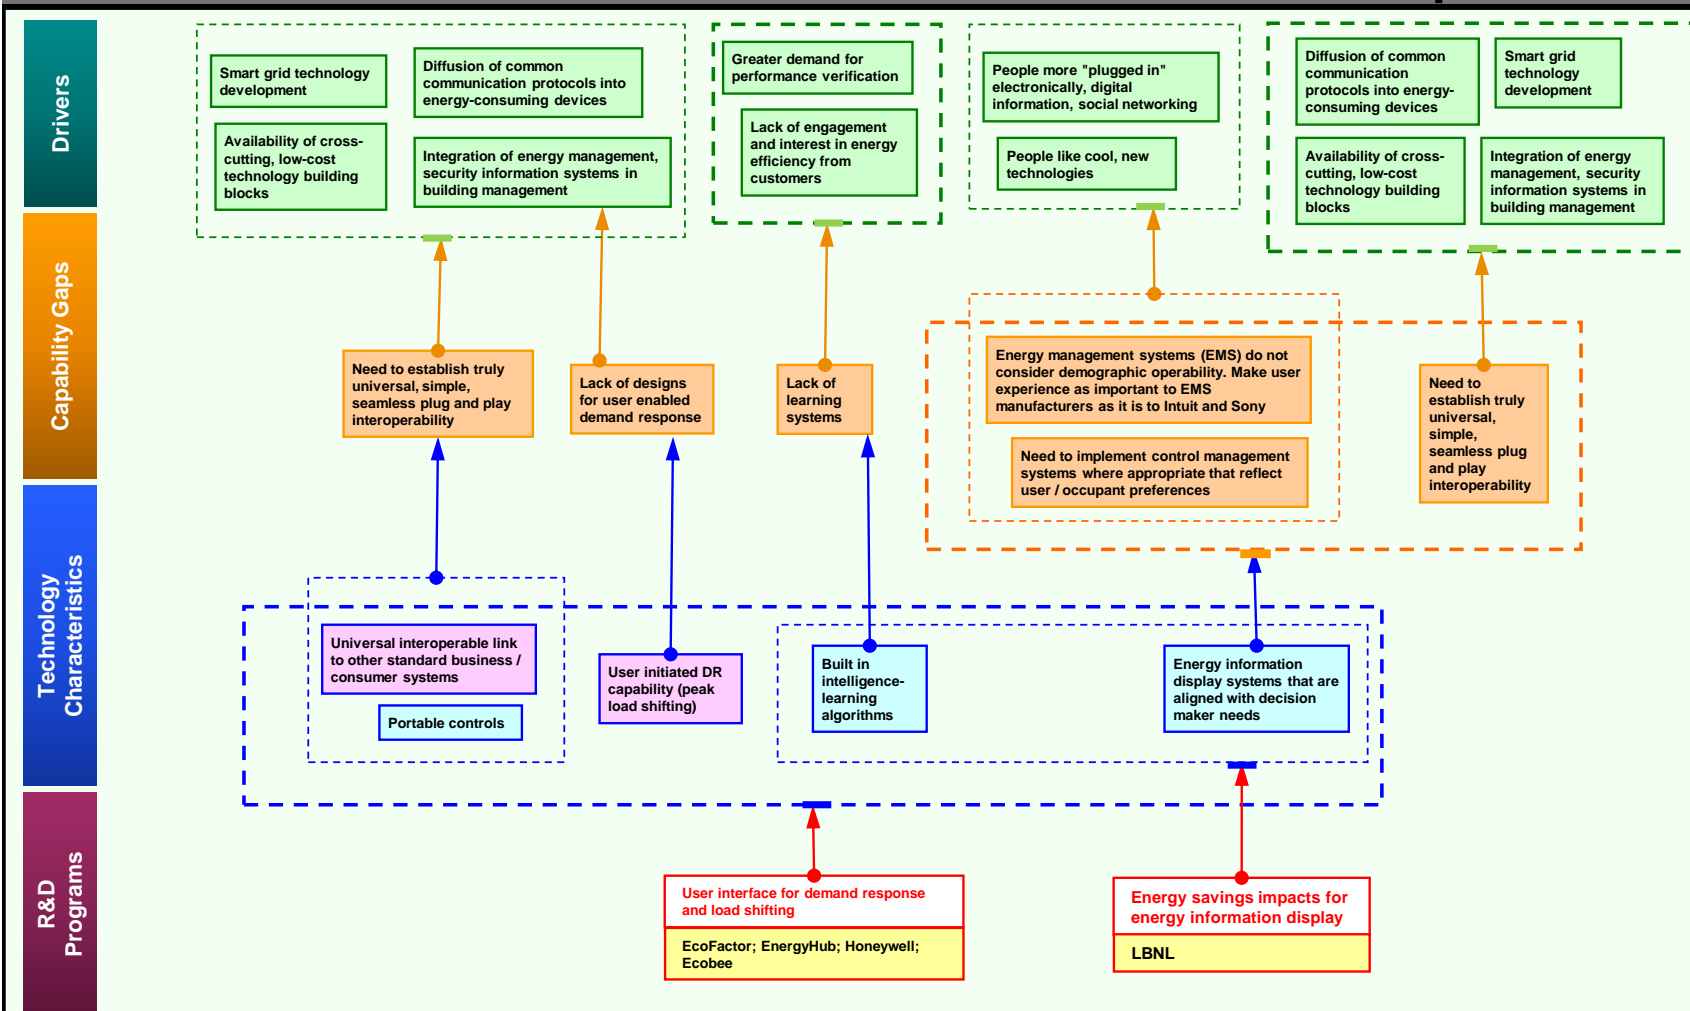 Drivers
Smart grid technology
development
Diffusion of common
communication protocols into
energy-consuming devices
Availability of cross-
cutting, low-cost
technology building
blocks
Integration of energy management,
security information systems in
building management
Greater demand for
performance verification
Lack of engagement
and interest in energy
efficiency from
customers
People more "plugged in"
electronically, digital
information, social networking
People like cool, new
technologies
Diffusion of common
communication
protocols into energy-
consuming devices
Smart grid
technology
development
Availability of cross-
cutting, low-cost
technology building
blocks
Integration of energy
management, security
information systems in
building management
Capability Gaps
Need to establish truly
universal, simple,
seamless plug and play
interoperability
Lack of designs
for user enabled
demand response
Lack of
learning
systems
Energy management systems (EMS) do not
consider demographic operability. Make user
experience as important to EMS
manufacturers as it is to Intuit and Sony
Need to implement control management
systems where appropriate that reflect
user / occupant preferences
Need to
establish truly
universal,
simple,
seamless plug
and play
interoperability
Technology
Characteristics
Universal interoperable link
to other standard business /
consumer systems
Portable controls
User initiated DR
capability (peak
load shifting)
Built in
intelligence-
learning
algorithms
Energy information
display systems that are
aligned with decision
maker needs
R&D
Programs
User interface for demand response
and load shifting
EcoFactor; EnergyHub; Honeywell;
Ecobee
Energy savings impacts for
energy information display
LBNL